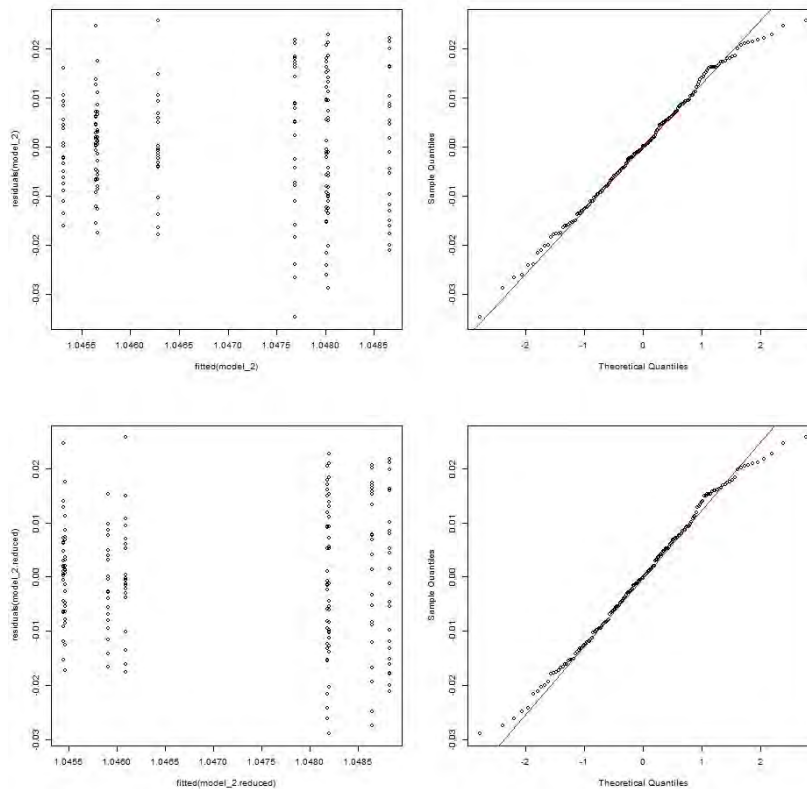 residuals(model_2)
0.02
0.01
0.00
-0.01
-0.02
-0.03
1.0455 1.0460 1.0465 1.0470 1.0475 1.0480 1.0485
fitted(model_2)
Sample Quantiles
0.02
0.01
0.00
-0.01
-0.02
-0.03
-2 -1 0 1 2
Theoretical Quantiles
residuals(model_2.reduced)
0.02
0.01
0.00
-0.01
-0.02
-0.03
1.0455 1.0460 1.0465 1.0470 1.0475 1.0480 1.0485
fitted(model_2.reduced)
Sample Quantiles
0.02
0.01
0.00
-0.01
-0.02
-0.03
-2 -1 0 1 2
Theoretical Quantiles